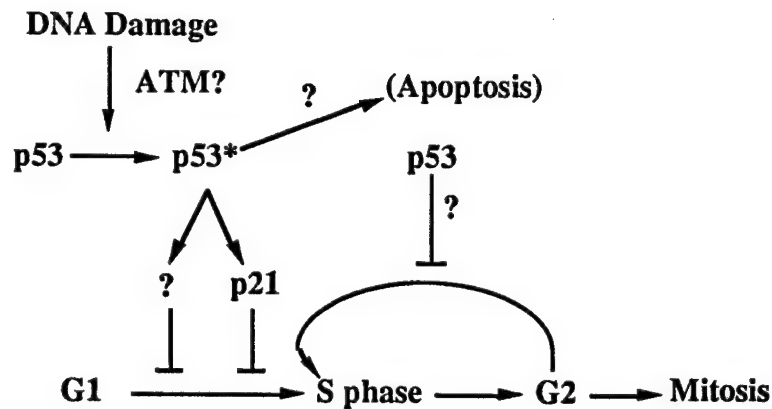 DNA Damage
ATM?
? (Apoptosis)
p53 p53* p53
?
? p21
G1 S phase G2 Mitosis